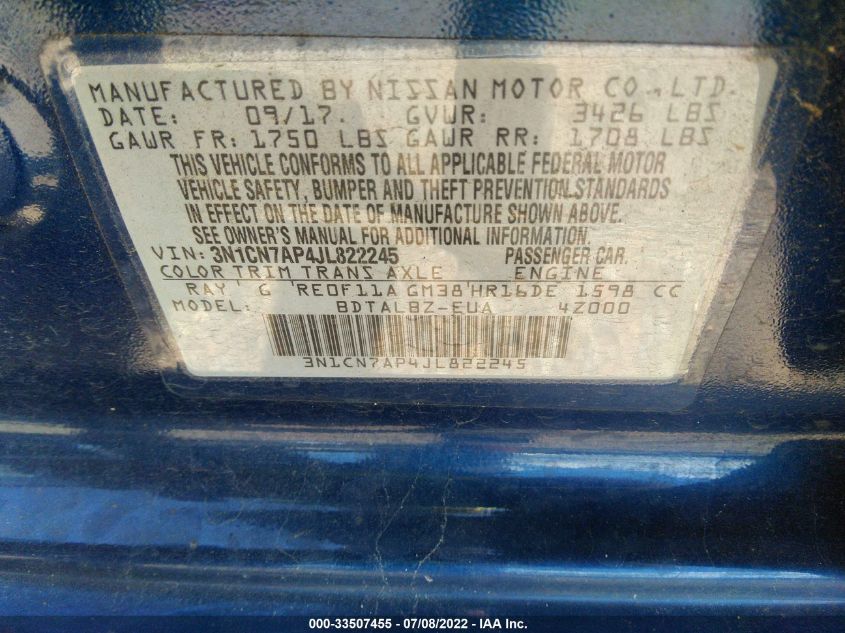 MANUFACTURED BY NISSAN MOTOR CO., LTD.
DATE: 09/17. GVWR: 3426 LBS
GAWR FR: 1750 LBS GAWR RR: 1708 LBS
THIS VEHICLE CONFORMS TO ALL APPLICABLE FEDERAL MOTOR
VEHICLE SAFETY, BUMPER AND THEFT PREVENTION STANDARDS
IN EFFECT ON THE DATE OF MANUFACTURE SHOWN ABOVE.
SEE OWNER'S MANUAL FOR ADDITIONAL INFORMATION.
VIN: 3N1CN7AP4JL822245 PASSENGER CAR.
COLOR TRIM TRANS AXLE ENGINE
RAY G RE0F11A GM38 HR16DE 1598 CC
MODEL: BDTALBZ-EUA 4Z000
3N1CN7AP4JL822245
000-33507455 - 07/08/2022 - IAA Inc.